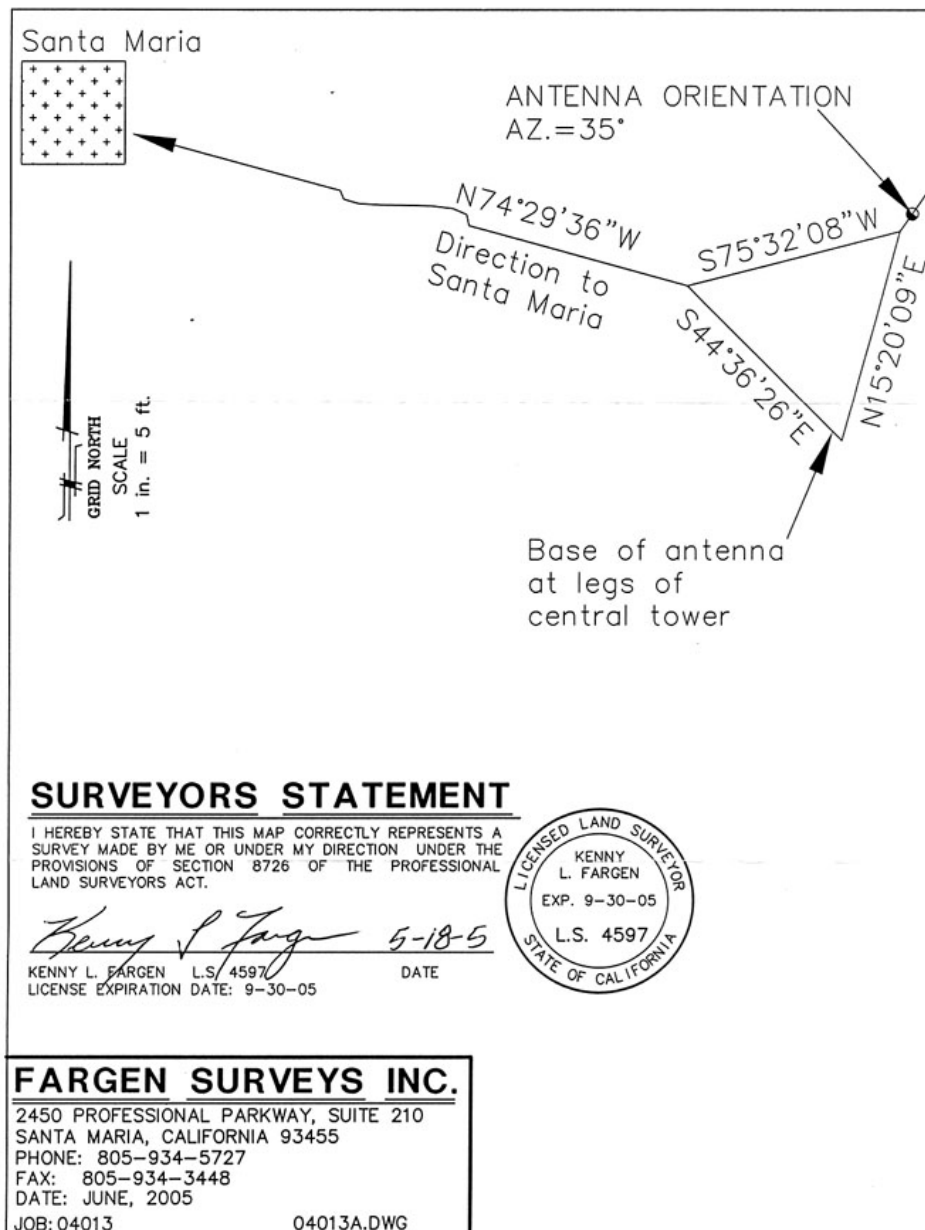 Santa Maria
ANTENNA ORIENTATION
AZ.=35°
N74°29'36"W
Direction to
Santa Maria
S75°32'08"W
S44°36'26"E
N15°20'09"E
GRID NORTH
SCALE
1 in. = 5 ft.
Base of antenna
at legs of
central tower
SURVEYORS STATEMENT
I HEREBY STATE THAT THIS MAP CORRECTLY REPRESENTS A
SURVEY MADE BY ME OR UNDER MY DIRECTION UNDER THE
PROVISIONS OF SECTION 8726 OF THE PROFESSIONAL
LAND SURVEYORS ACT.
Kenny L Fargen 5-18-5
KENNY L. FARGEN L.S. 4597 DATE
LICENSE EXPIRATION DATE: 9-30-05
LICENSED LAND SURVEYOR
KENNY
L. FARGEN
EXP. 9-30-05
L.S. 4597
STATE OF CALIFORNIA
FARGEN SURVEYS INC.
2450 PROFESSIONAL PARKWAY, SUITE 210
SANTA MARIA, CALIFORNIA 93455
PHONE: 805-934-5727
FAX: 805-934-3448
DATE: JUNE, 2005
JOB: 04013 04013A.DWG